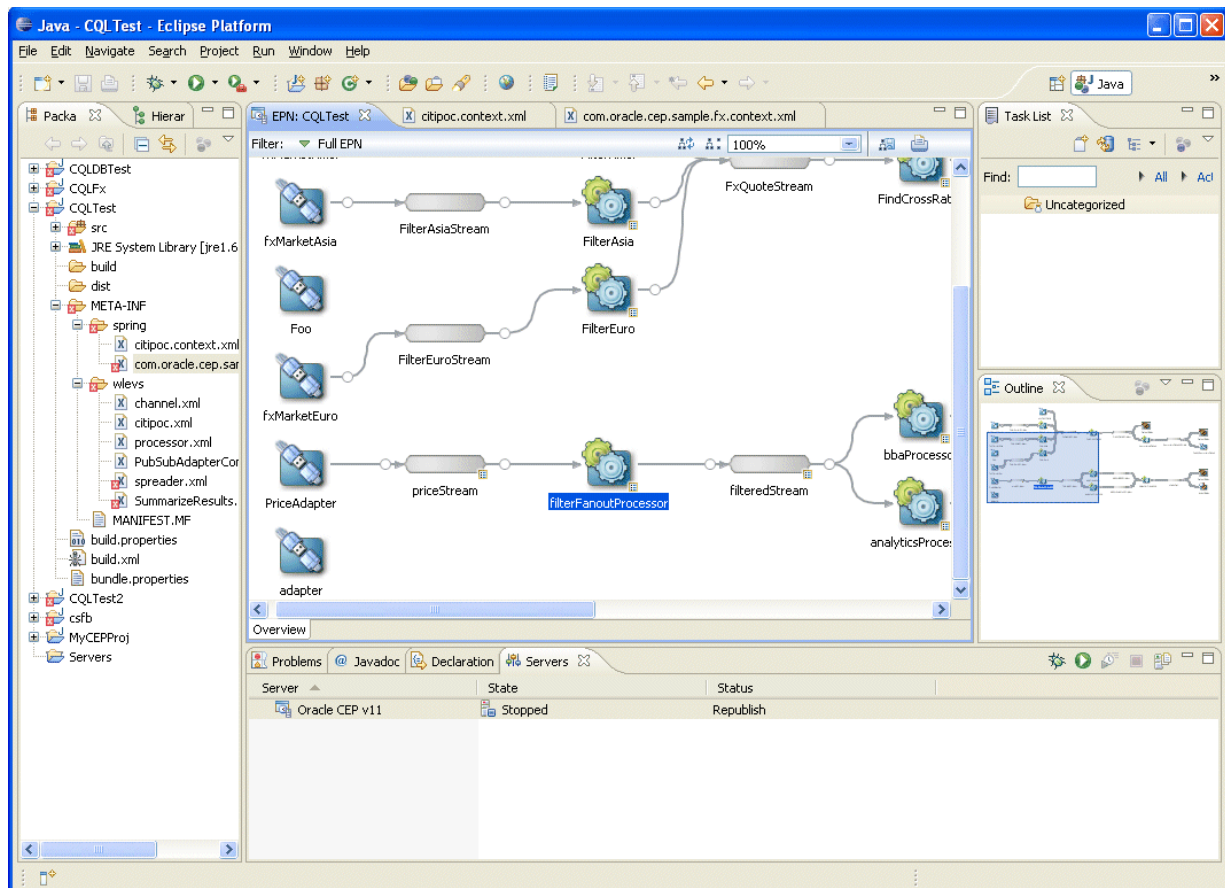 Java - CQLTest - Eclipse Platform
File Edit Navigate Search Project Run Window Help
Java
Packa
Hierar
CQLDBTest
CQLFx
CQLTest
src
JRE System Library [jre1.6
build
dist
META-INF
spring
citipoc.context.xml
com.oracle.cep.sar
wlevs
channel.xml
citipoc.xml
processor.xml
PubSubAdapterCor
spreader.xml
SummarizeResults.
MANIFEST.MF
build.properties
build.xml
bundle.properties
CQLTest2
csfb
MyCEPProj
Servers
EPN: CQLTest
citipoc.context.xml
com.oracle.cep.sample.fx.context.xml
Filter: Full EPN
100%
FxQuoteStream
FindCrossRat
fxMarketAsia
FilterAsiaStream
FilterAsia
Foo
FilterEuroStream
FilterEuro
fxMarketEuro
bbaProcessc
PriceAdapter
priceStream
filterFanoutProcessor
filteredStream
analyticsProce:
adapter
Overview
Task List
Find: All Act
Uncategorized
Outline
Problems Javadoc Declaration Servers
Server State Status
Oracle CEP v11 Stopped Republish